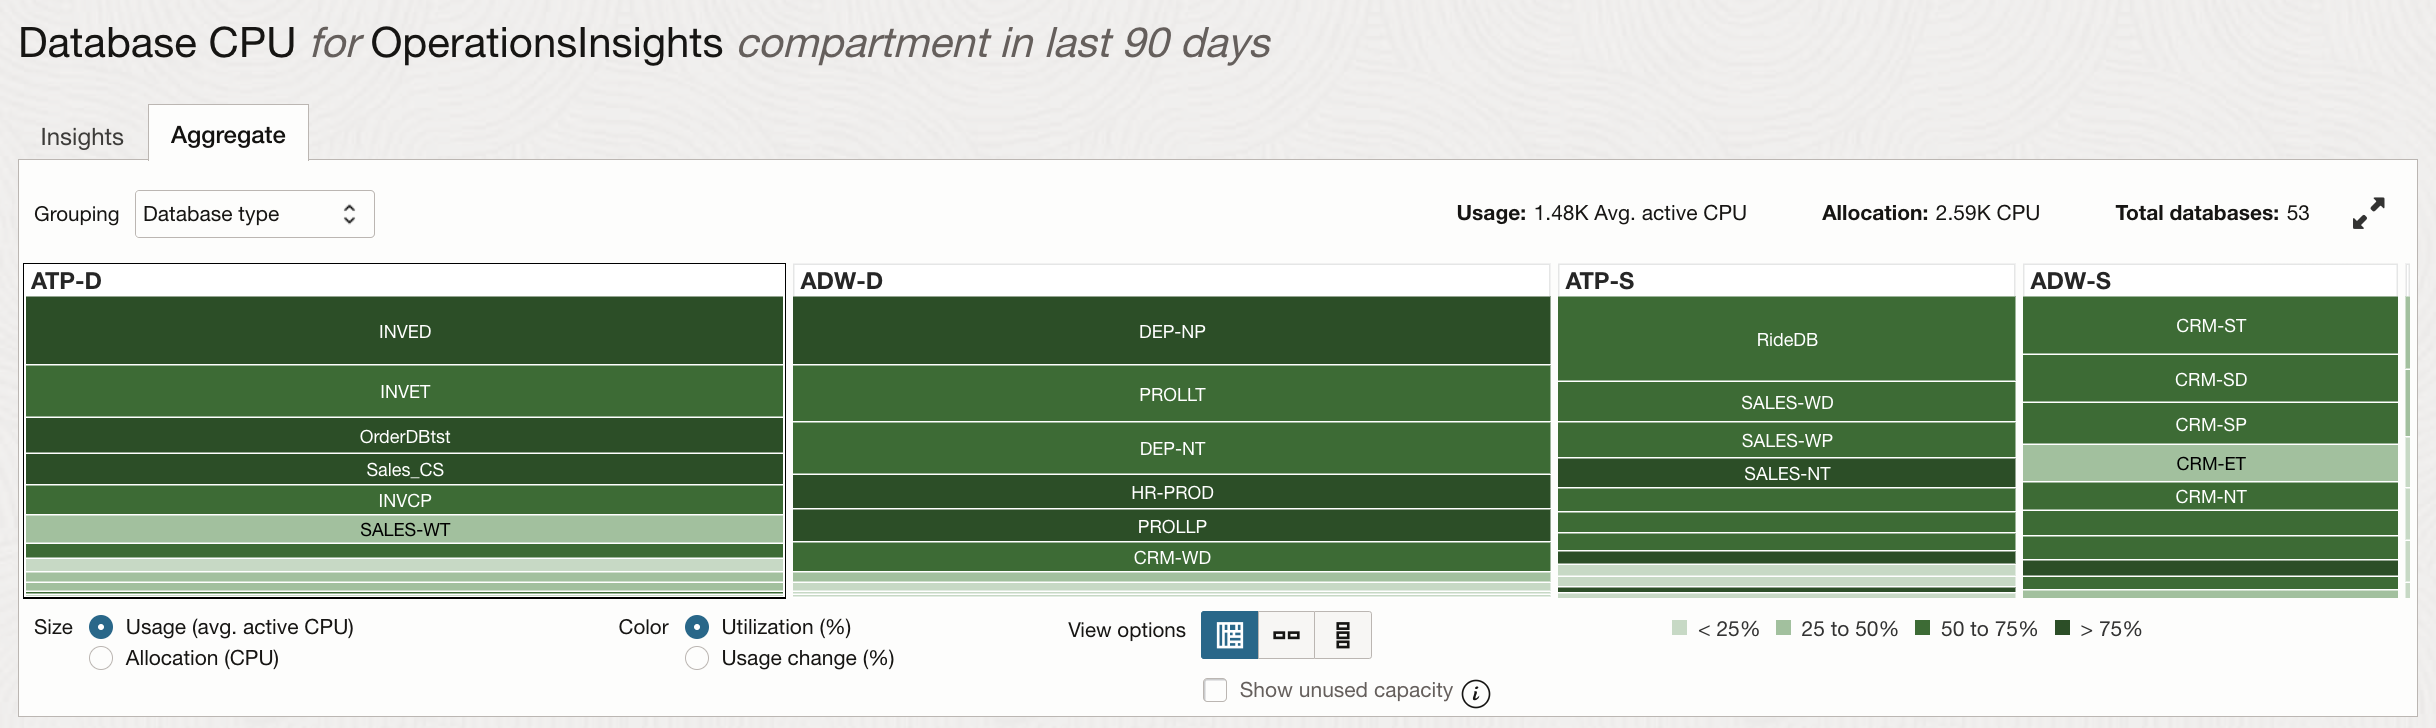 Database CPU for OperationsInsights compartment in last 90 days
Insights
Aggregate
Grouping
Database type
Usage: 1.48K Avg. active CPU
Allocation: 2.59K CPU
Total databases: 53
ATP-D
INVED
INVET
OrderDBtst
Sales_CS
INVCP
SALES-WT
ADW-D
DEP-NP
PROLLT
DEP-NT
HR-PROD
PROLLP
CRM-WD
ATP-S
RideDB
SALES-WD
SALES-WP
SALES-NT
ADW-S
CRM-ST
CRM-SD
CRM-SP
CRM-ET
CRM-NT
Size
Usage (avg. active CPU)
Allocation (CPU)
Color
Utilization (%)
Usage change (%)
View options
Show unused capacity
i
< 25%
25 to 50%
50 to 75%
> 75%